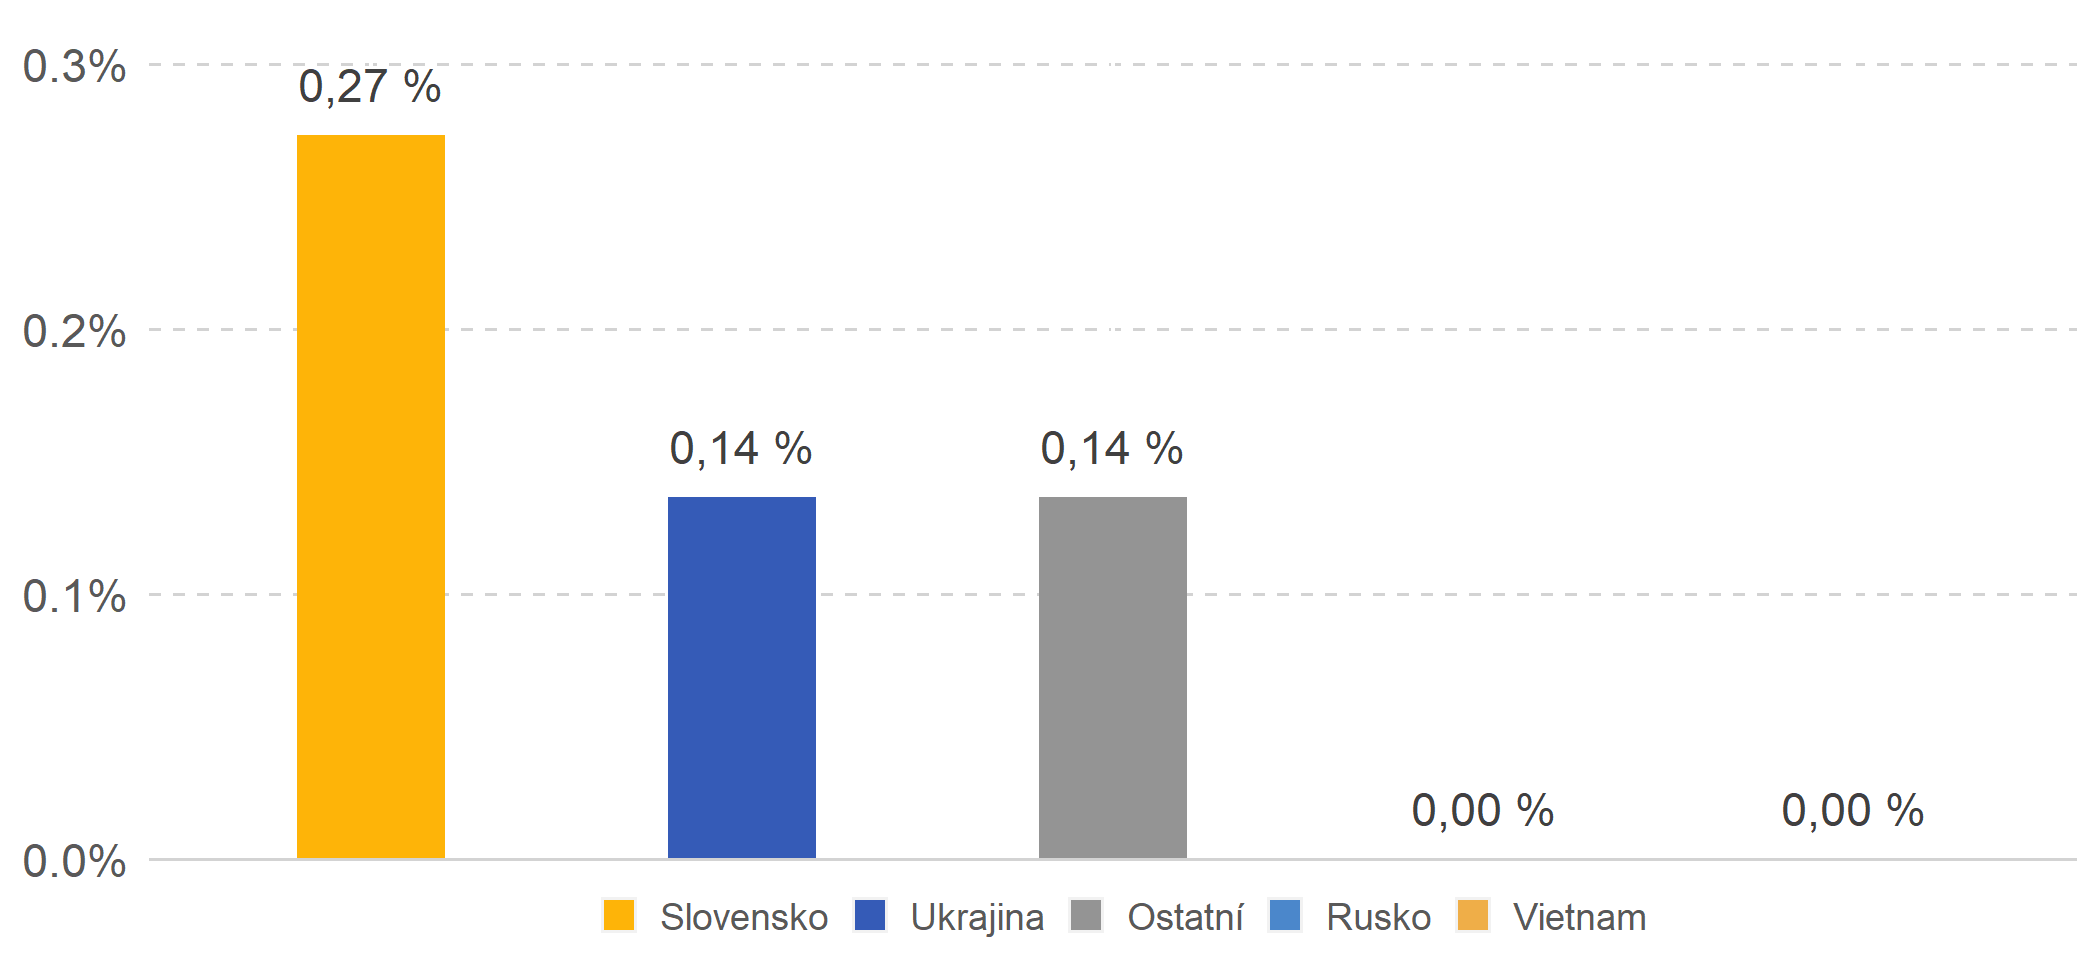 0.3%
0,27 %
0.2%
0,14 %
0,14 %
0.1%
0,00 %
0,00 %
0.0%
Slovensko
Ukrajina
Ostatní
Rusko
Vietnam